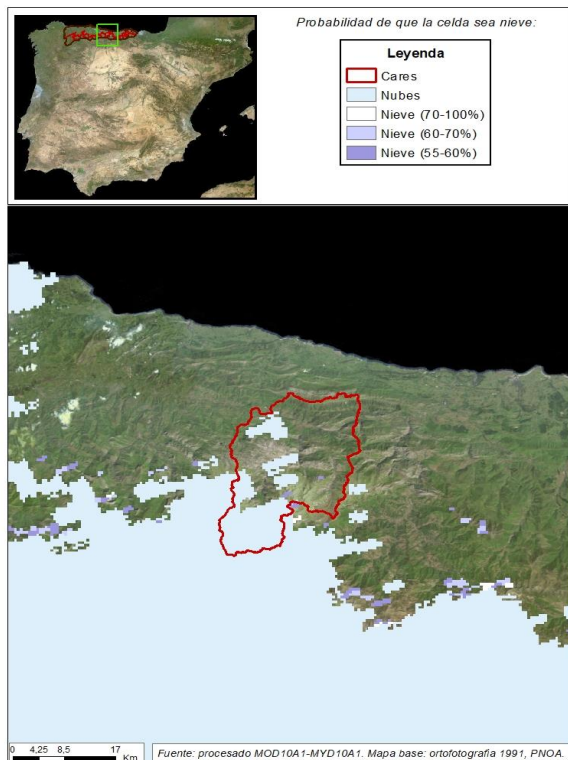 Probabilidad de que la celda sea nieve:
Leyenda
Cares
Nubes
Nieve (70-100%)
Nieve (60-70%)
Nieve (55-60%)
0 4,25 8,5 17
Km
Fuente: procesado MOD10A1-MYD10A1. Mapa base: ortofotografía 1991, PNOA.